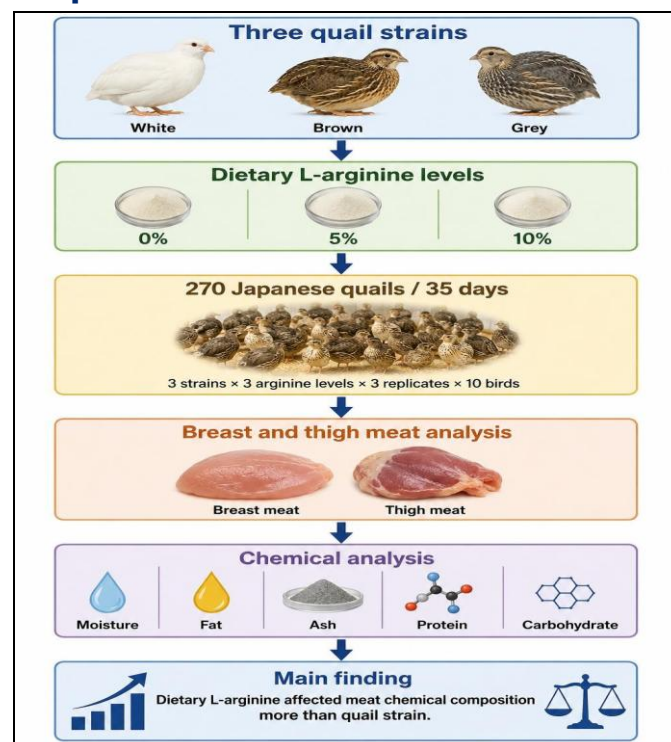 Three quail strains
White
Brown
Grey
Dietary L-arginine levels
0%
5%
10%
270 Japanese quails / 35 days
3 strains × 3 arginine levels × 3 replicates × 10 birds
Breast and thigh meat analysis
Breast meat
Thigh meat
Chemical analysis
Moisture
Fat
Ash
Protein
Carbohydrate
Main finding
Dietary L-arginine affected meat chemical composition
more than quail strain.